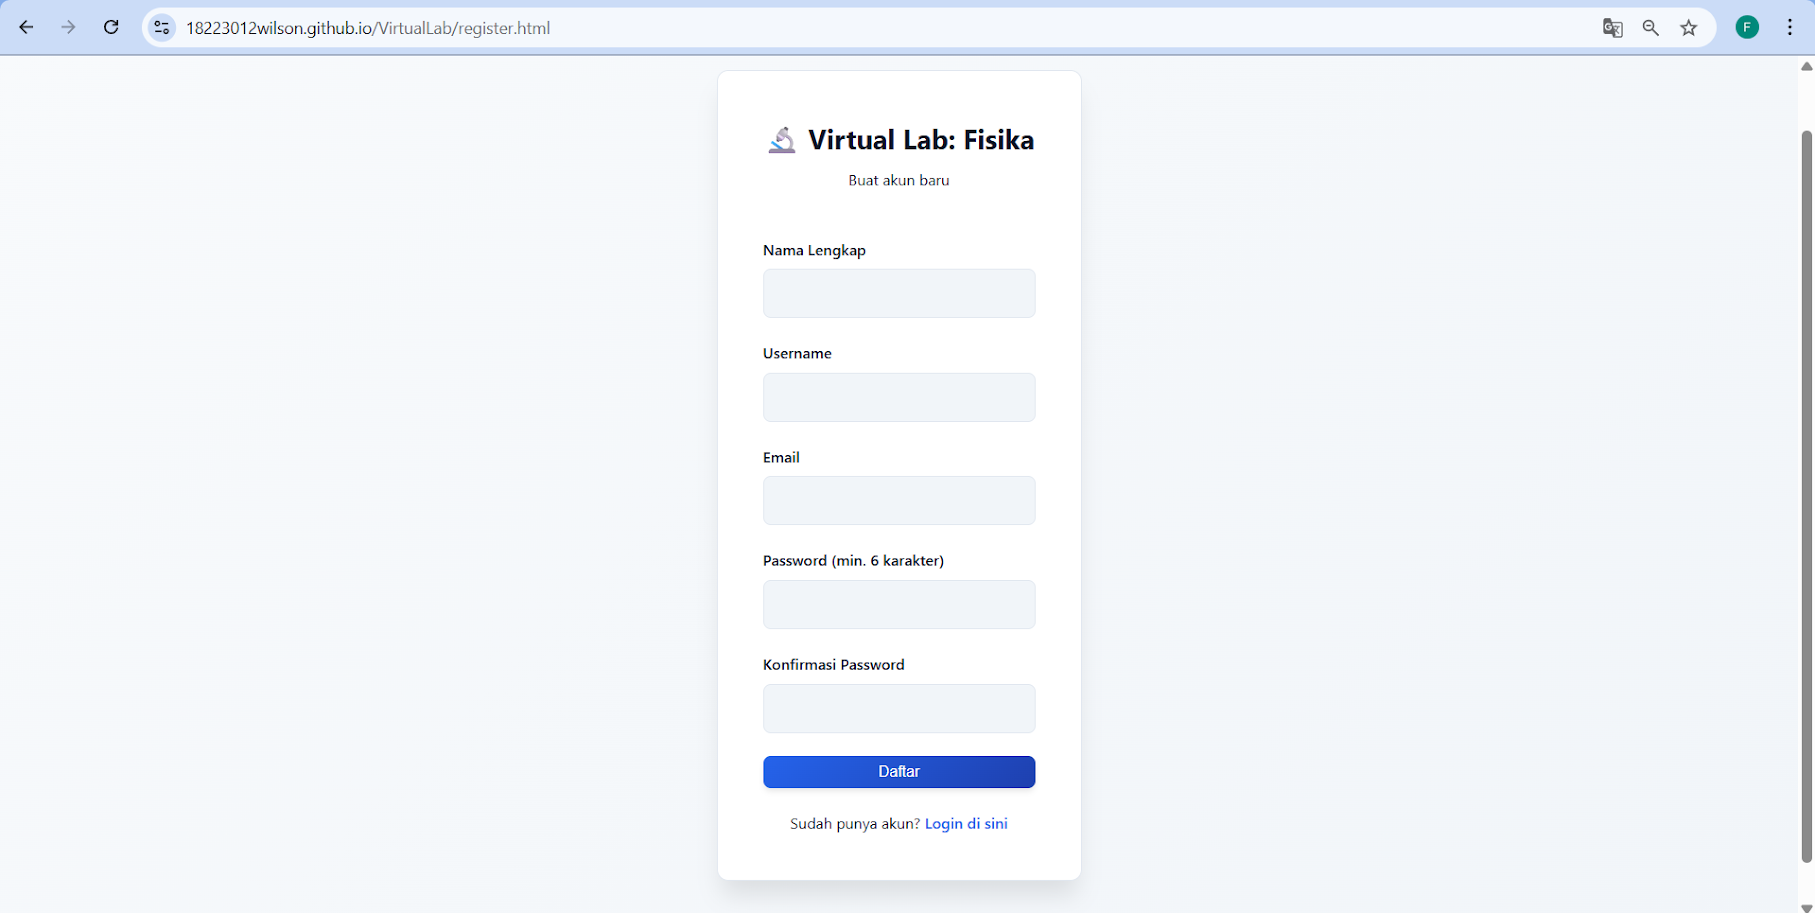 18223012wilson.github.io/VirtualLab/register.html
F
Virtual Lab: Fisika
Buat akun baru
Nama Lengkap
Username
Email
Password (min. 6 karakter)
Konfirmasi Password
Daftar
Sudah punya akun? Login di sini